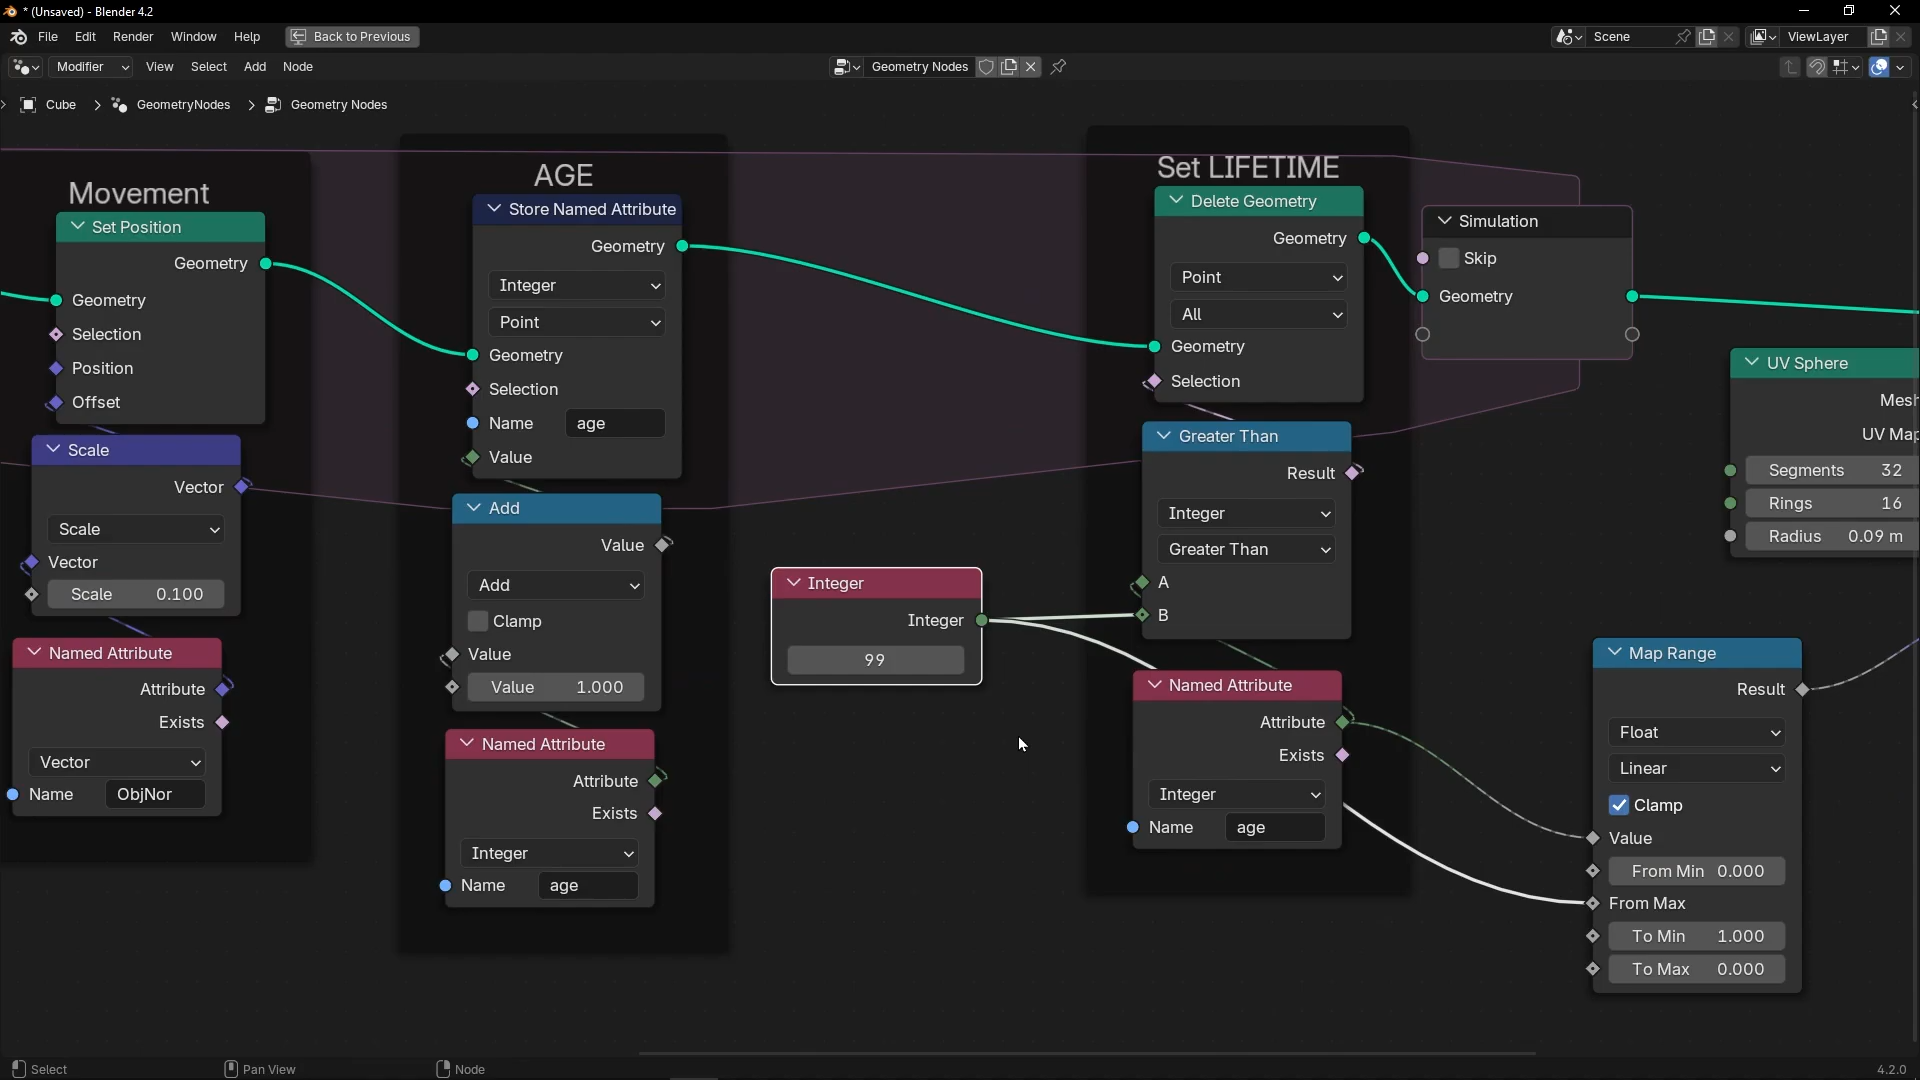 * (Unsaved) - Blender 4.2
File Edit Render Window Help Back to Previous Scene ViewLayer
Modifier View Select Add Node Geometry Nodes
Cube > GeometryNodes > Geometry Nodes
Movement
Set Position
Geometry
Geometry
Selection
Position
Offset
Scale
Vector
Scale
Vector
Scale 0.100
Named Attribute
Attribute
Exists
Vector
Name ObjNor
AGE
Store Named Attribute
Geometry
Integer
Point
Geometry
Selection
Name age
Value
Add
Value
Add
Clamp
Value
Value 1.000
Named Attribute
Attribute
Exists
Integer
Name age
Integer
Integer
99
Set LIFETIME
Delete Geometry
Geometry
Point
All
Geometry
Selection
Greater Than
Result
Integer
Greater Than
A
B
Named Attribute
Attribute
Exists
Integer
Name age
Simulation
Skip
Geometry
UV Sphere
Mesh
UV Map
Segments 32
Rings 16
Radius 0.09 m
Map Range
Result
Float
Linear
Clamp
Value
From Min 0.000
From Max
To Min 1.000
To Max 0.000
Select Pan View Node 4.2.0